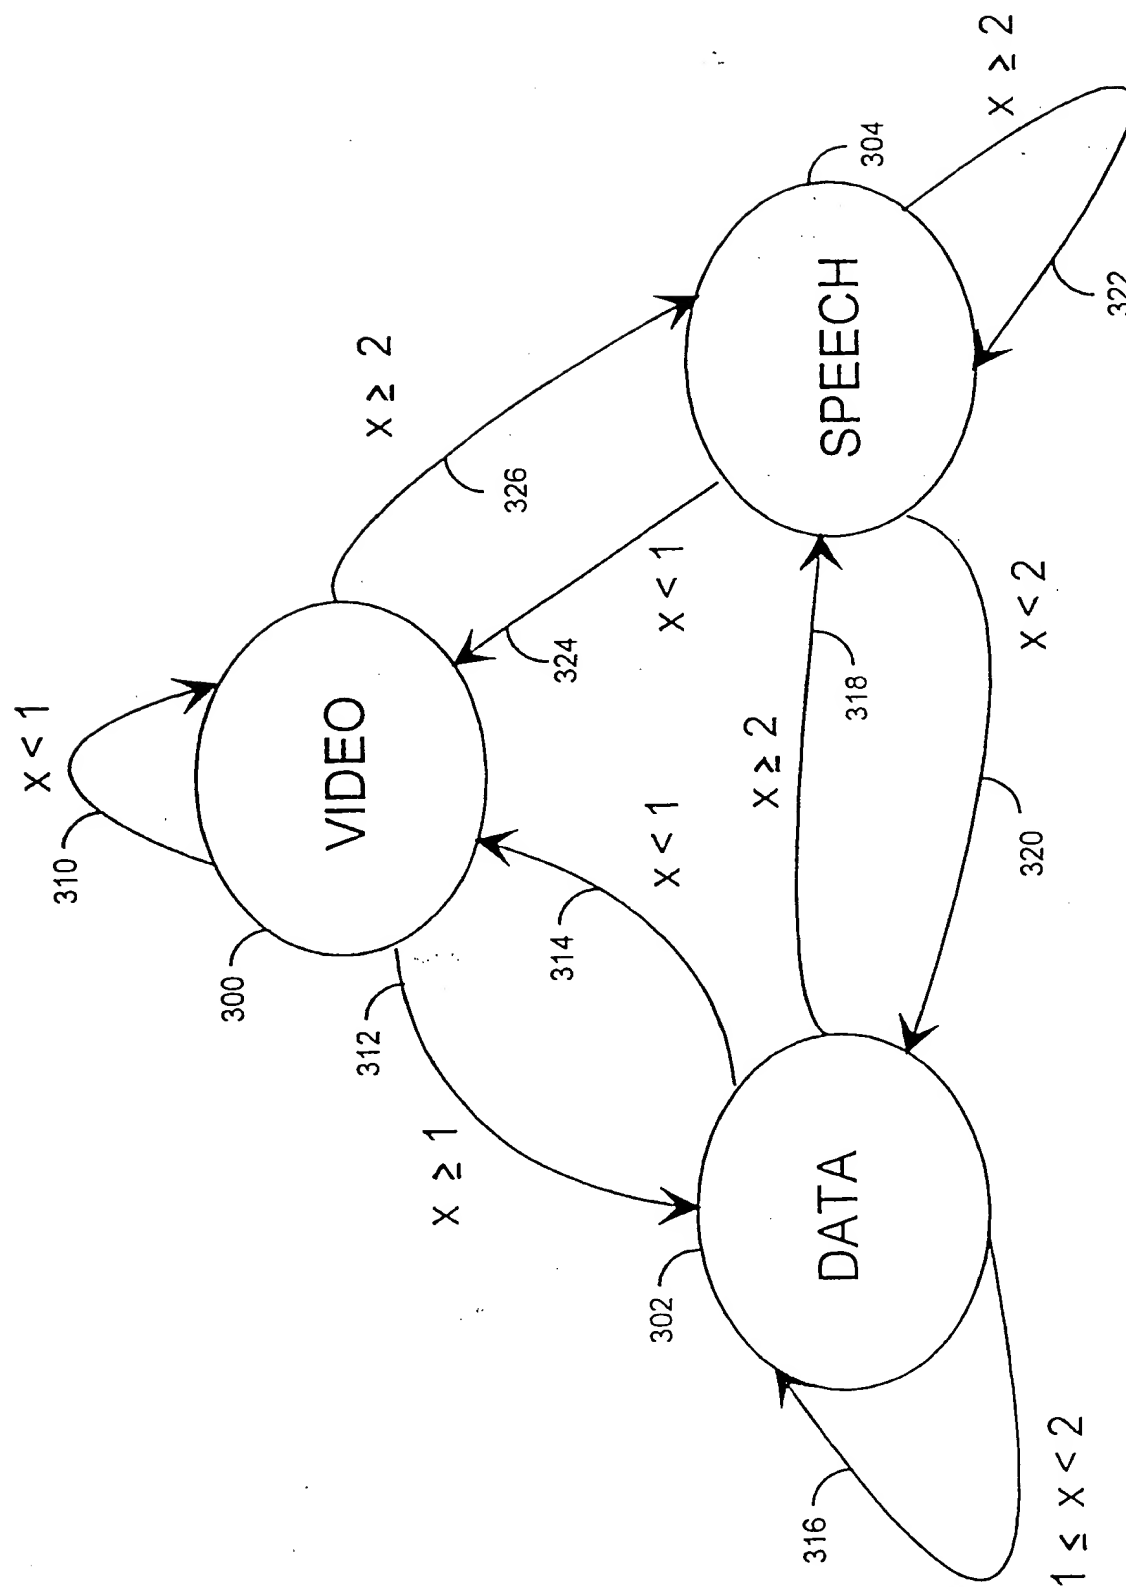 X < 1
310
300
VIDEO
X ≥ 2
326
312
X ≥ 1
314
X < 1
324
X < 1
304
X ≥ 2
SPEECH
322
302
DATA
X ≥ 2
318
X < 2
320
316
1 ≤ X < 2